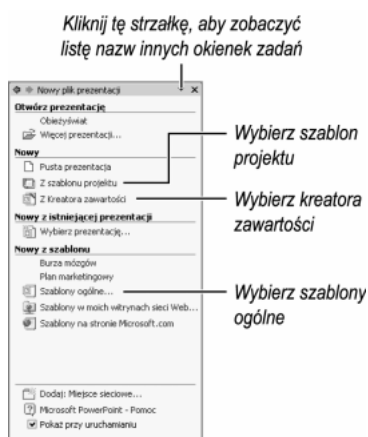 Kliknij tę strzałkę, aby zobaczyć
listę nazw innych okienek zadań
Nowy plik prezentacji
Otwórz prezentację
Obieżyświat
Więcej prezentacji...
Nowy
Pusta prezentacja
Z szablonu projektu
Z Kreatora zawartości
Nowy z istniejącej prezentacji
Wybierz prezentację...
Nowy z szablonu
Burza mózgów
Plan marketingowy
Szablony ogólne...
Szablony w moich witrynach sieci Web...
Szablony na stronie Microsoft.com
Dodaj: Miejsce sieciowe...
Microsoft PowerPoint - Pomoc
Pokaż przy uruchamianiu
Wybierz szablon
projektu
Wybierz kreatora
zawartości
Wybierz szablony
ogólne